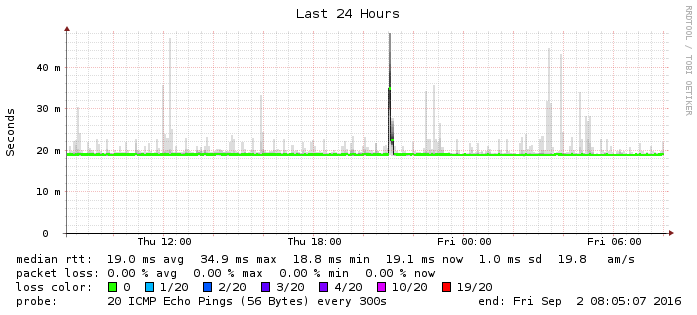 Last 24 Hours
RRDTOOL / TOBI OETIKER
Seconds
40 m
30 m
20 m
10 m
0
Thu 12:00 Thu 18:00 Fri 00:00 Fri 06:00
median rtt: 19.0 ms avg 34.9 ms max 18.8 ms min 19.1 ms now 1.0 ms sd 19.8 am/s
packet loss: 0.00 % avg 0.00 % max 0.00 % min 0.00 % now
loss color: 0 1/20 2/20 3/20 4/20 10/20 19/20
probe: 20 ICMP Echo Pings (56 Bytes) every 300s end: Fri Sep 2 08:05:07 2016